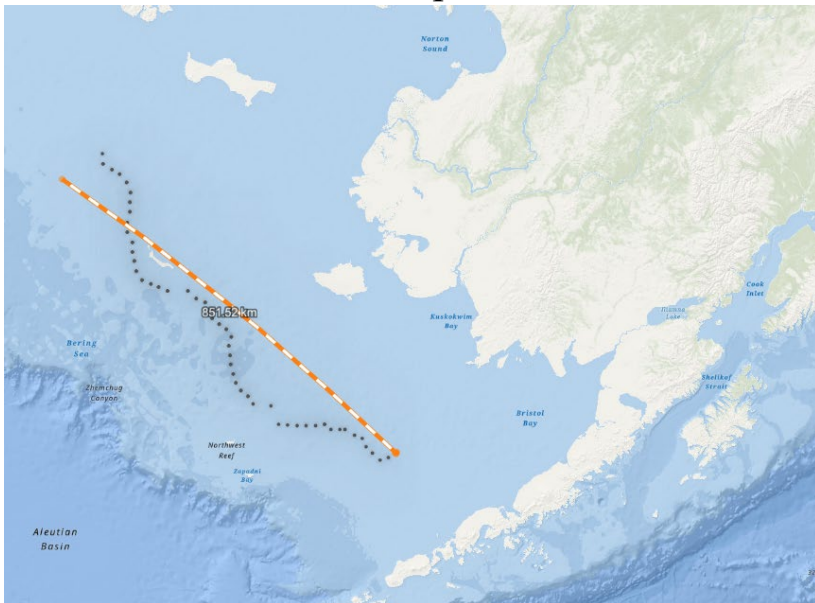 Norton
Sound
Cook
Inlet
Iliamna
Lake
Kuskokwim
Bay
851.52 km
Bering
Sea
Shelikof
Strait
Zhemchug
Canyon
Bristol
Bay
Northwest
Reef
Zapadni
Bay
Aleutian
Basin